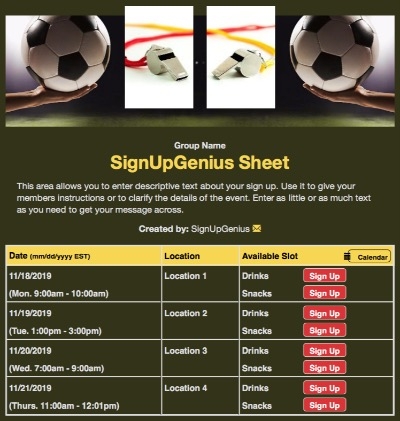 Group Name
SignUpGenius Sheet
This area allows you to enter descriptive text about your sign up. Use it to give your
members instructions or to clarify the details of the event. Enter as little or as much text
as you need to get your message across.
Created by: SignUpGenius
Date (mm/dd/yyyy EST) Location Available Slot Calendar
11/18/2019 Location 1 Drinks Sign Up
(Mon. 9:00am - 10:00am) Snacks Sign Up
11/19/2019 Location 2 Drinks Sign Up
(Tue. 1:00pm - 3:00pm) Snacks Sign Up
11/20/2019 Location 3 Drinks Sign Up
(Wed. 7:00am - 9:00am) Snacks Sign Up
11/21/2019 Location 4 Drinks Sign Up
(Thurs. 11:00am - 12:01pm) Snacks Sign Up